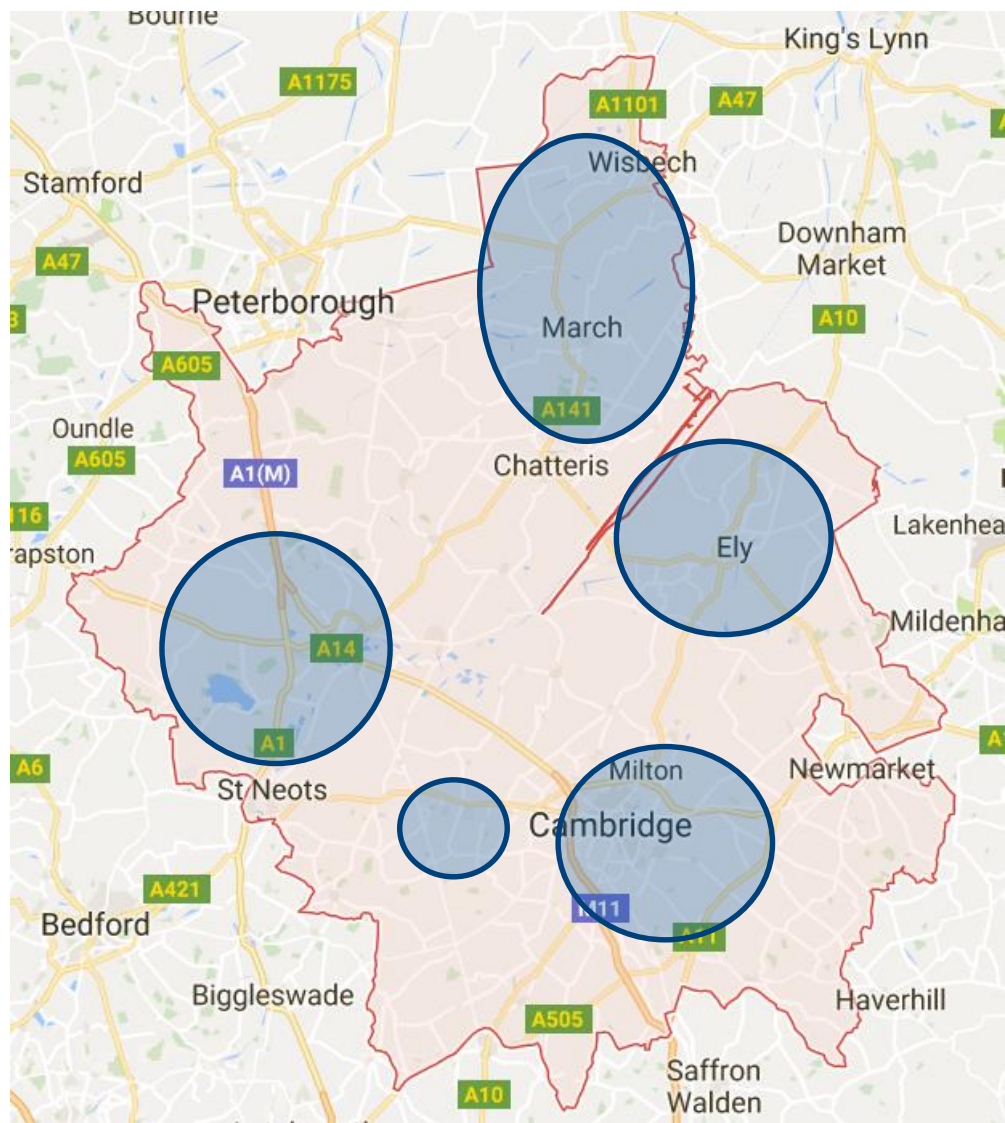 Bourne
King's Lynn
A1175
A1101
A47
Wisbech
Stamford
Downham
Market
A47
Peterborough
A10
March
A605
A141
Oundle
A605
Chatteris
A1(M)
116
Lakenhea
rapston
Ely
Mildenha
A14
A1
A6
St Neots
Milton
Newmarket
Cambridge
A421
M11
Bedford
A11
Biggleswade
Haverhill
A505
Saffron
Walden
A10